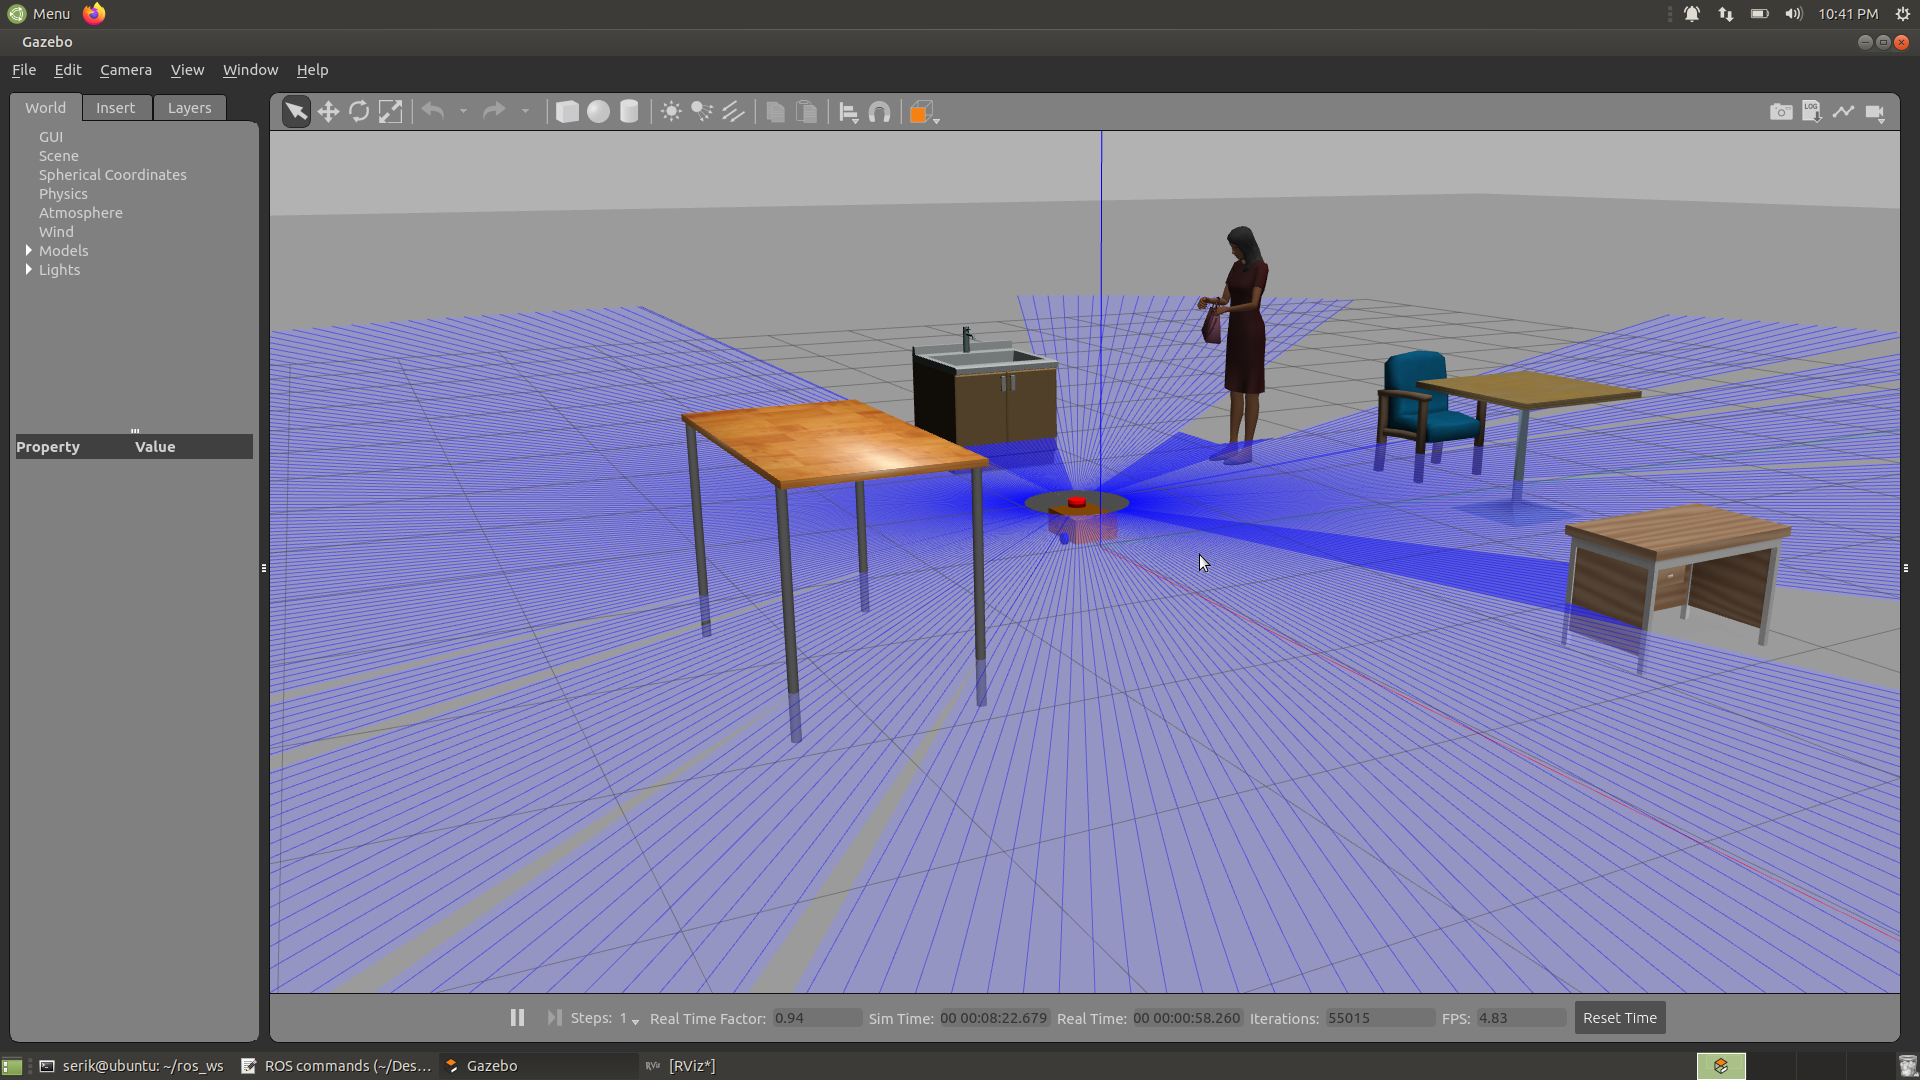 Menu
10:41 PM
Gazebo
File Edit Camera View Window Help
World Insert Layers
GUI
Scene
Spherical Coordinates
Physics
Atmosphere
Wind
Models
Lights
Property Value
LOG
Steps: 1 Real Time Factor: 0.94 Sim Time: 00 00:08:22.679 Real Time: 00 00:00:58.260 Iterations: 55015 FPS: 4.83 Reset Time
serik@ubuntu: ~/ros_ws ROS commands (~/Des... Gazebo RViz [RViz*]